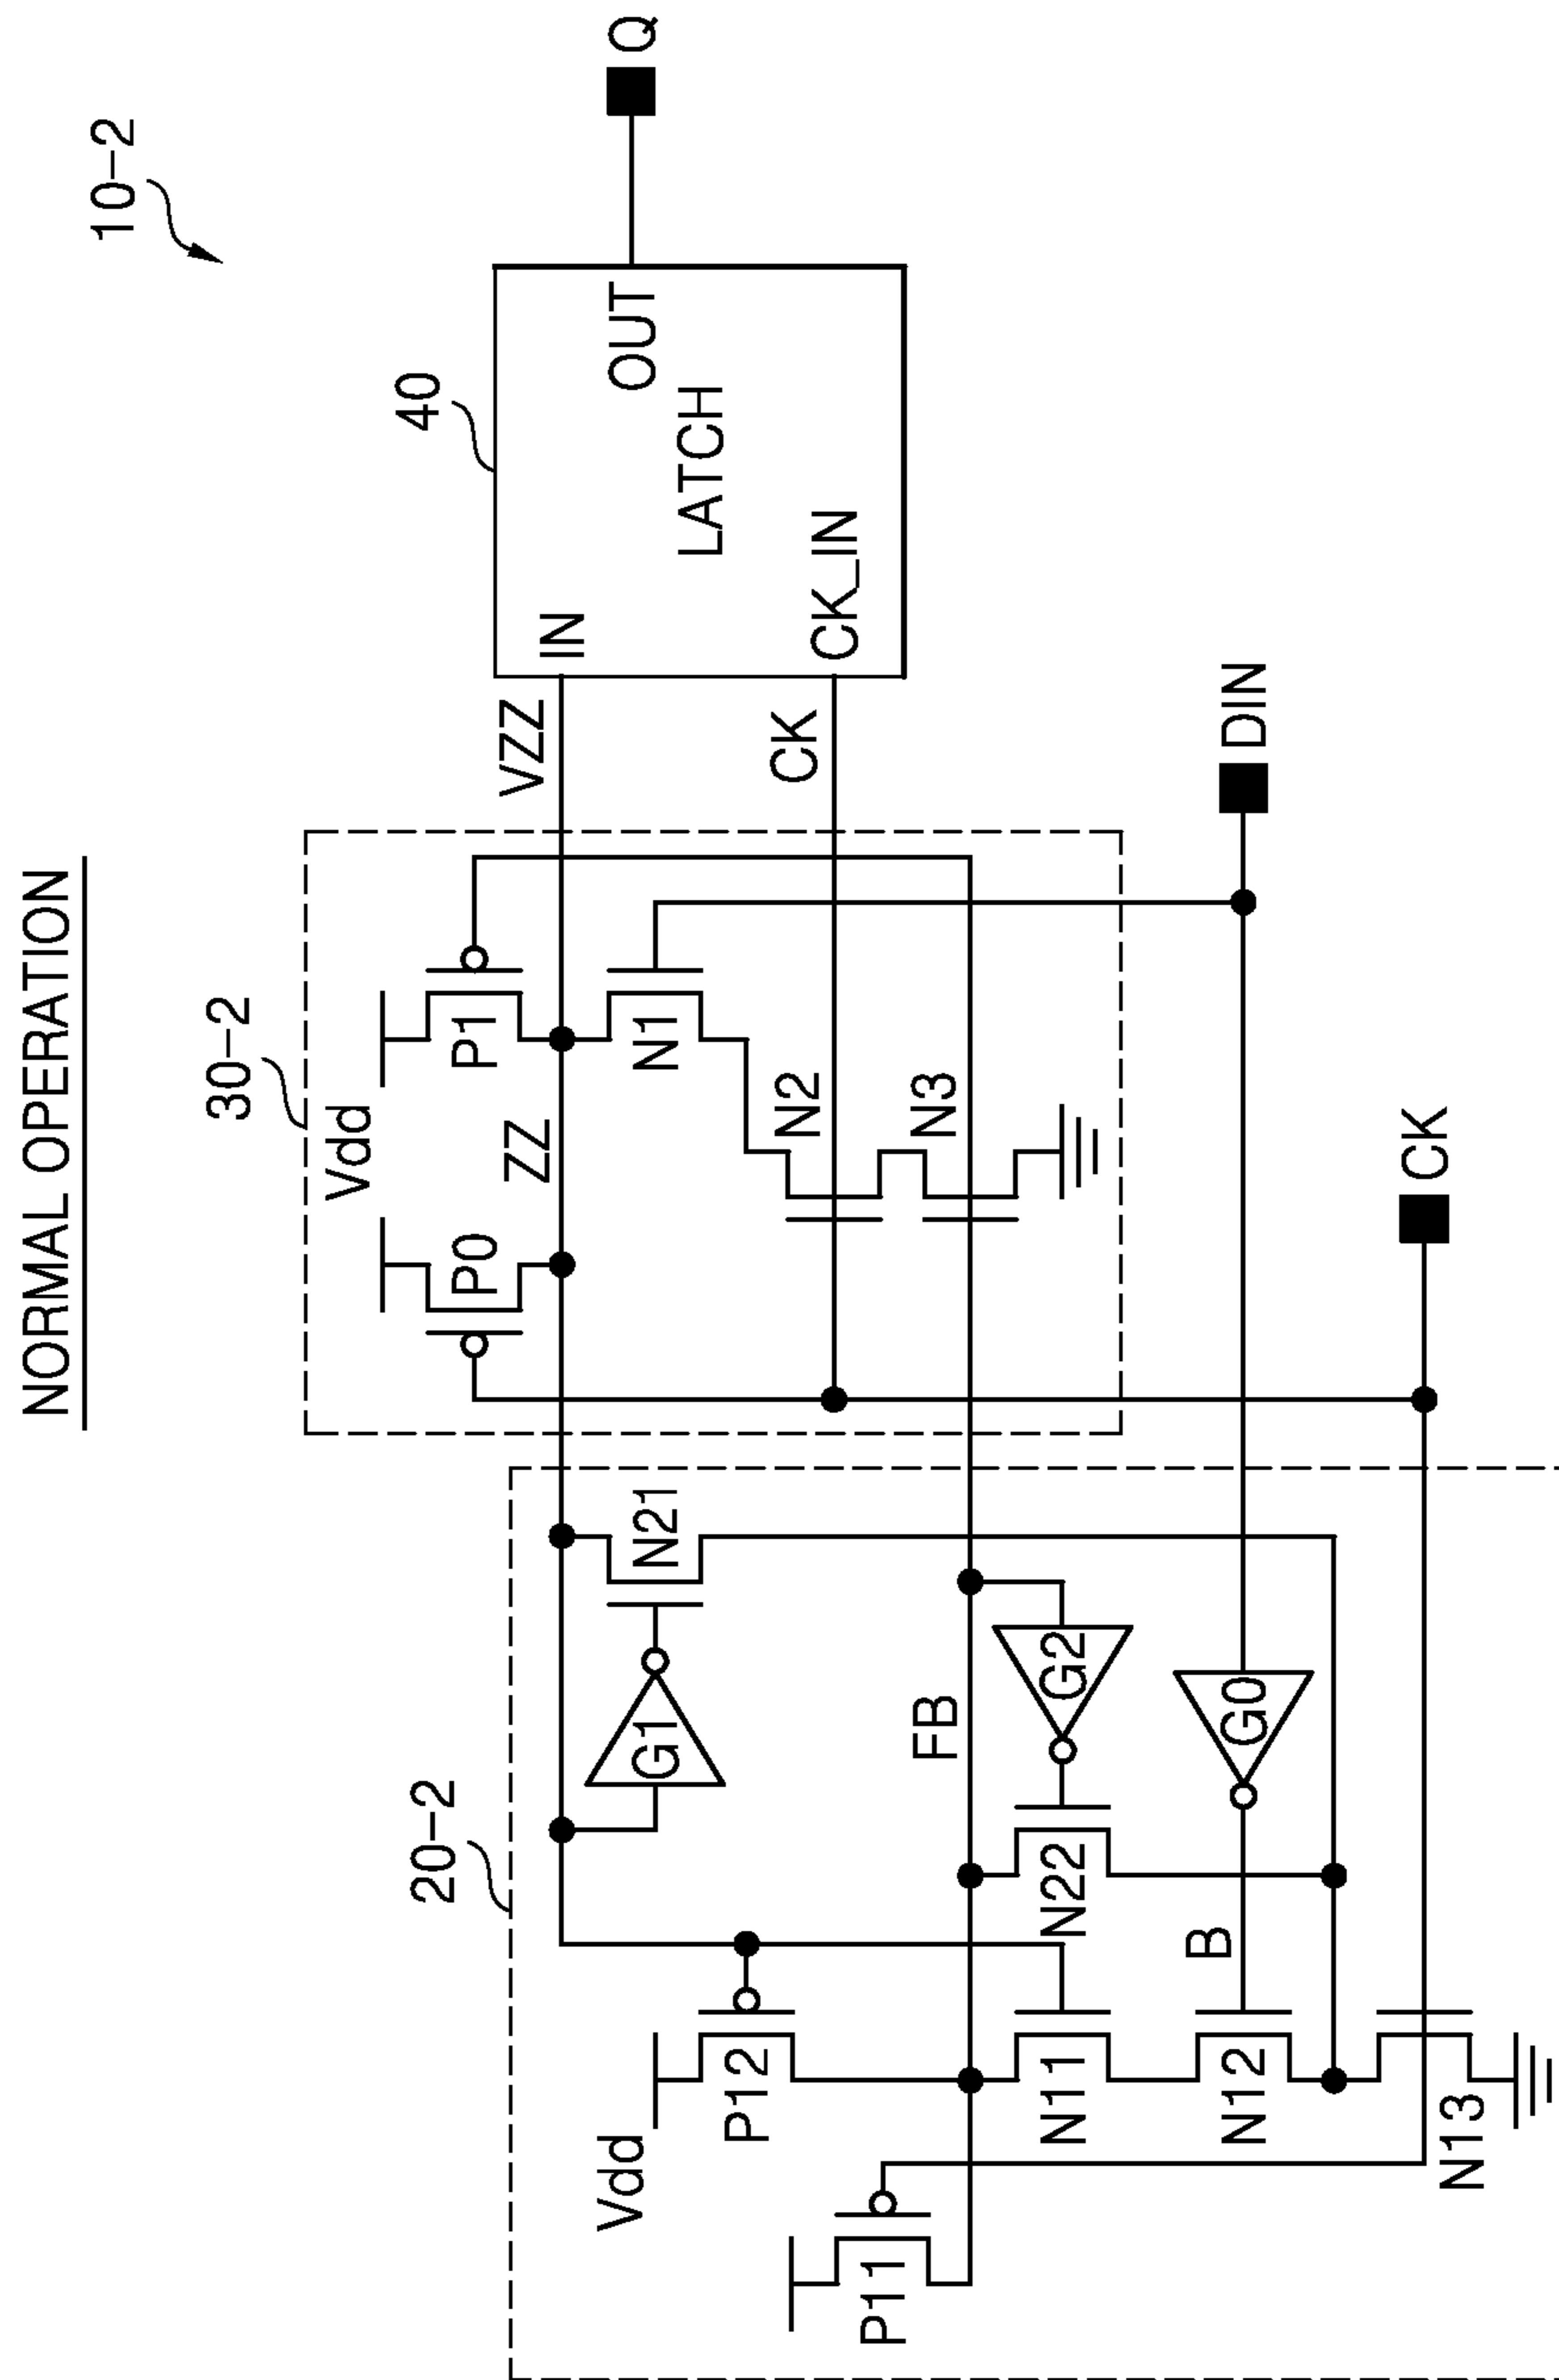 NORMAL OPERATION
10-2
20-2
30-2
40
Vdd
P11
P12
N11
N12
N13
N21
N22
G1
G2
G0
FB
B
Vdd
P0
P1
ZZ
N1
N2
N3
VZZ
CK
IN
CK_IN
LATCH
OUT
Q
DIN
CK